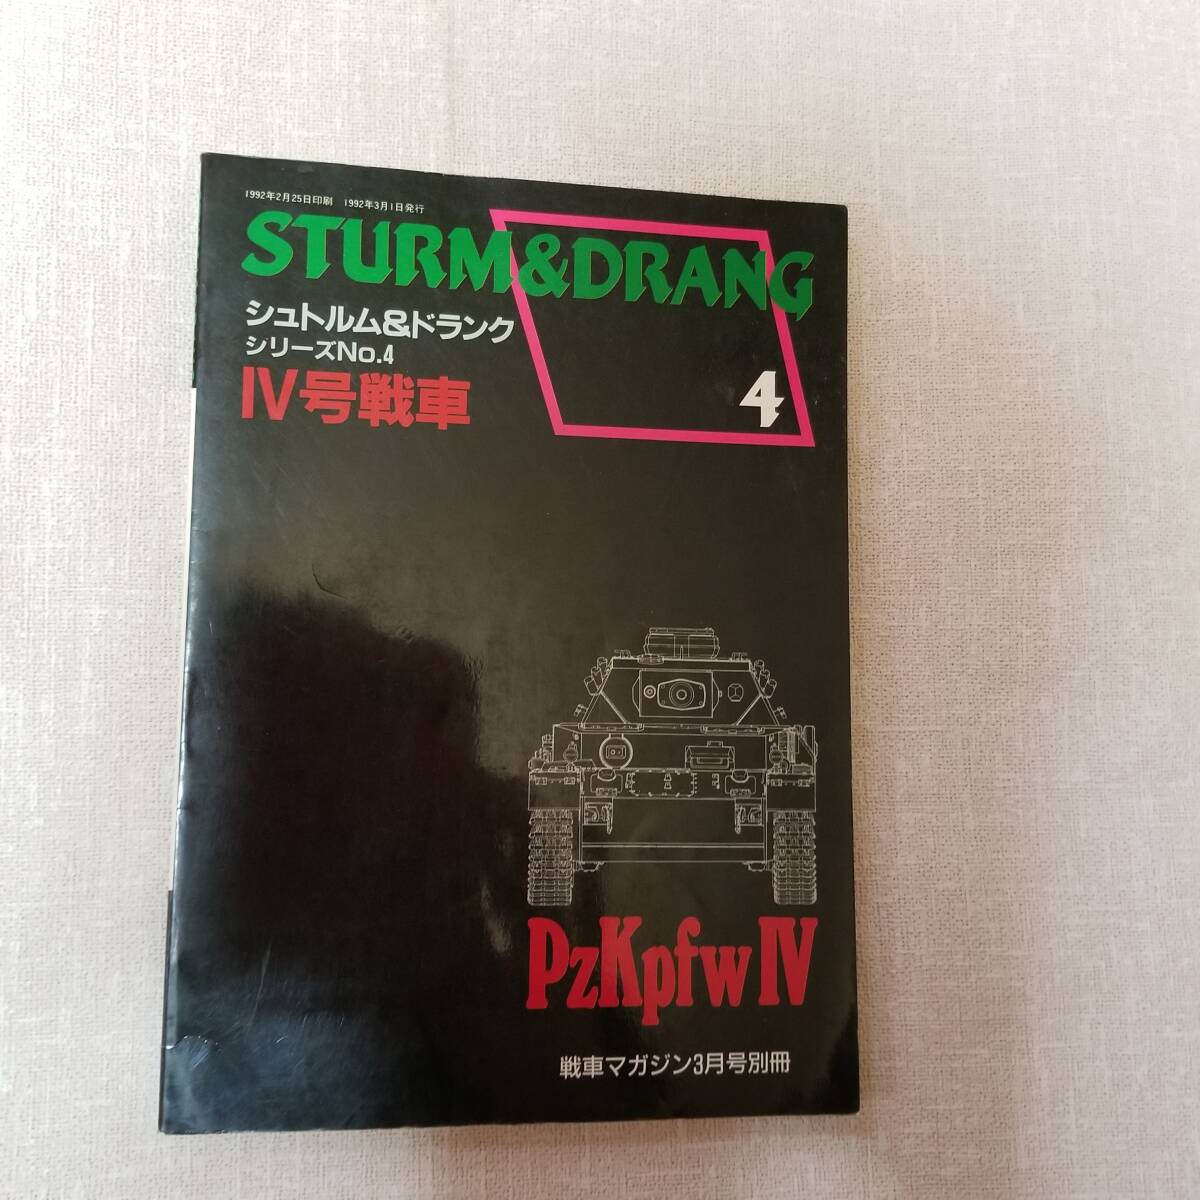 1992年2月25日印刷 1992年3月1日発行
STURM&DRANG
シュトルム&ドランク
シリーズNo.4
IV号戦車
4
PzKpfw IV
戦車マガジン3月号別冊